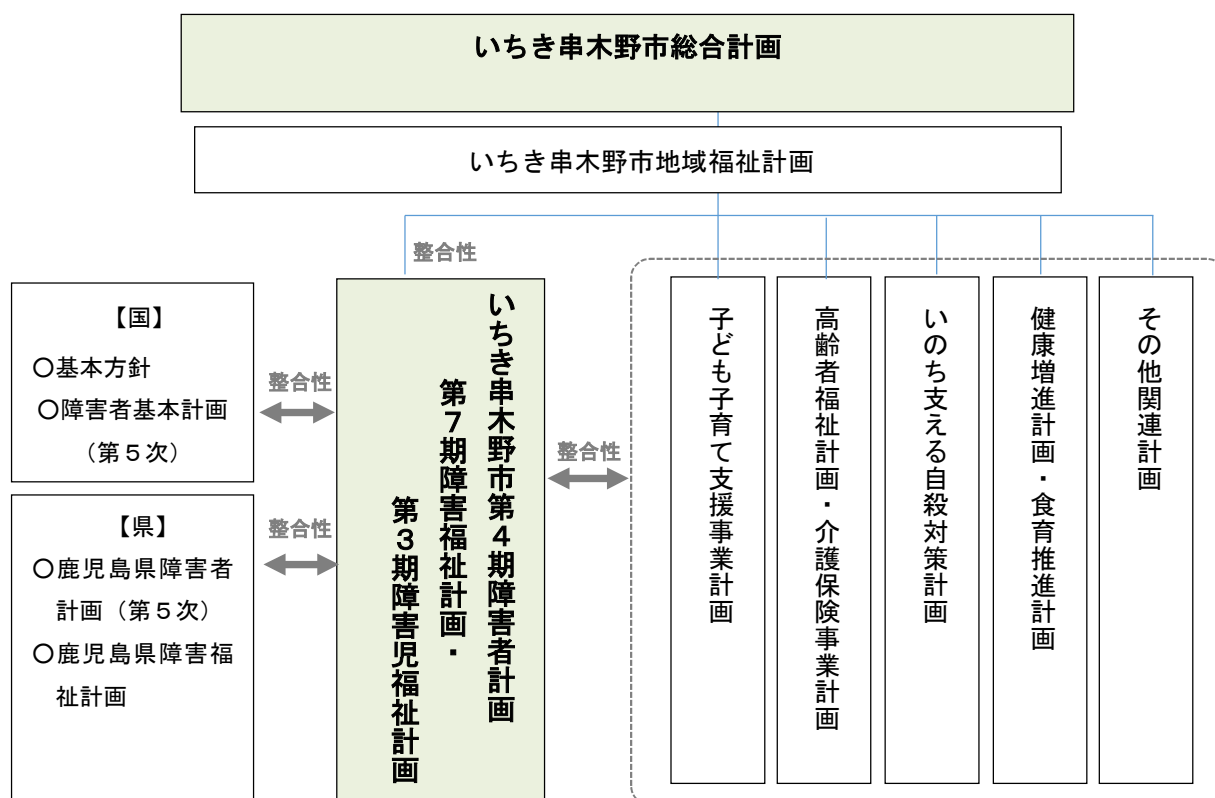 いちき串木野市総合計画
いちき串木野市地域福祉計画
整合性
【国】
○基本方針
○障害者基本計画
（第５次）
整合性
【県】
○鹿児島県障害者
計画（第５次）
○鹿児島県障害福
祉計画
整合性
いちき串木野市第４期障害者計画
第７期障害福祉計画・
第３期障害児福祉計画
整合性
子ども子育て支援事業計画
高齢者福祉計画・介護保険事業計画
いのち支える自殺対策計画
健康増進計画・食育推進計画
その他関連計画